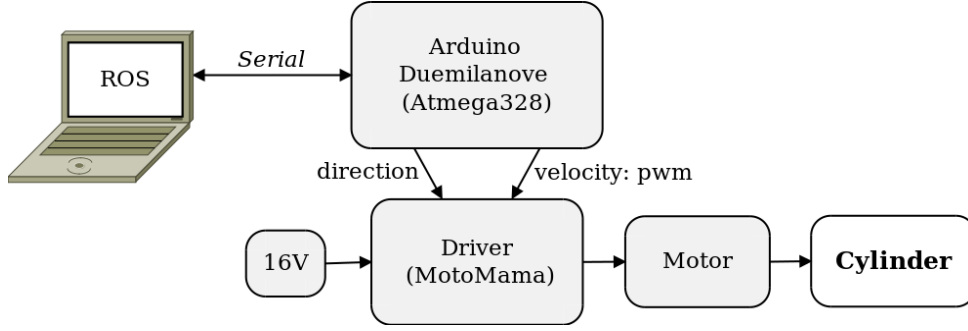 ROS
Serial
Arduino
Duemilanove
(Atmega328)
direction
velocity: pwm
16V
Driver
(MotoMama)
Motor
Cylinder